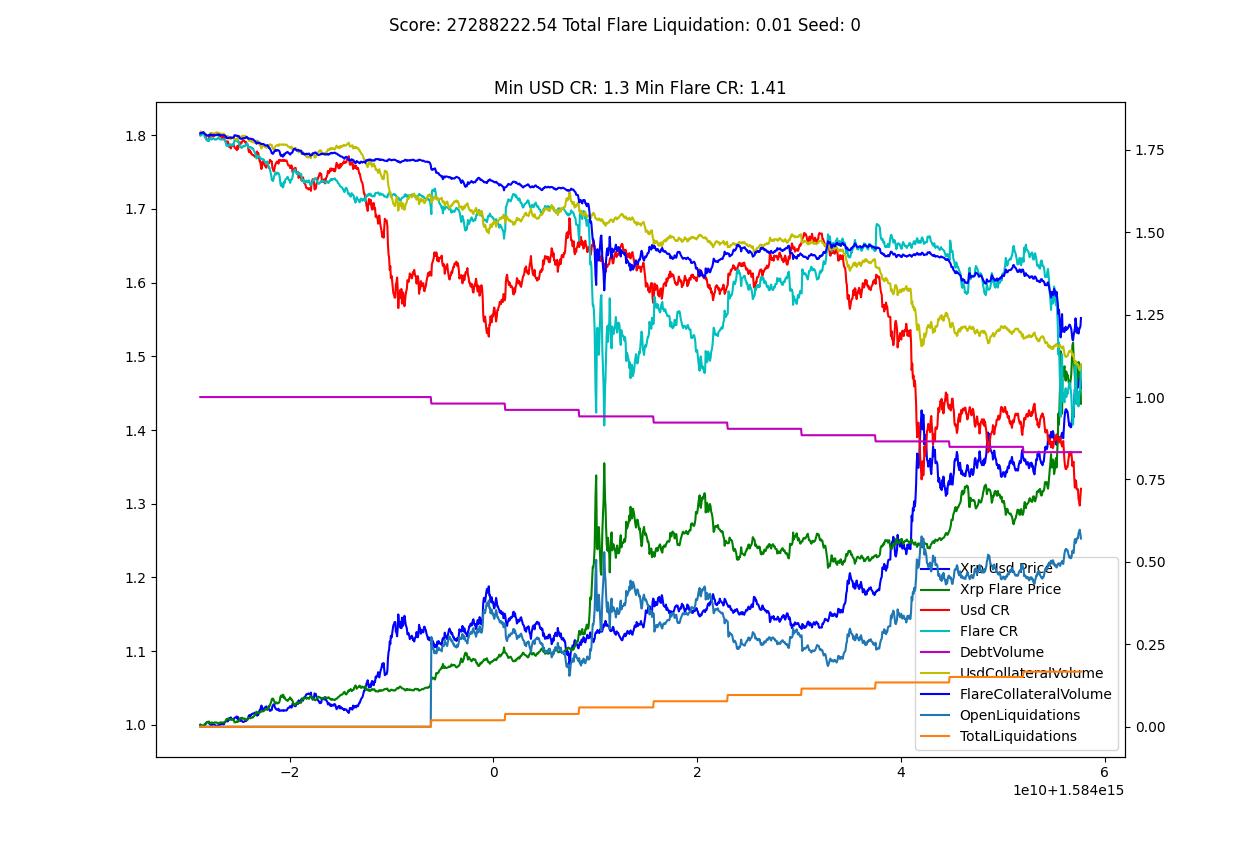 Score: 27288222.54 Total Flare Liquidation: 0.01 Seed: 0
Min USD CR: 1.3 Min Flare CR: 1.41
1.8
1.7
1.6
1.5
1.4
1.3
1.2
1.1
1.0
1.75
1.50
1.25
1.00
0.75
0.50
0.25
0.00
Xrp Usd Price
Xrp Flare Price
Usd CR
Flare CR
DebtVolume
UsdCollateralVolume
FlareCollateralVolume
OpenLiquidations
TotalLiquidations
−2 0 2 4 6
1e10+1.584e15